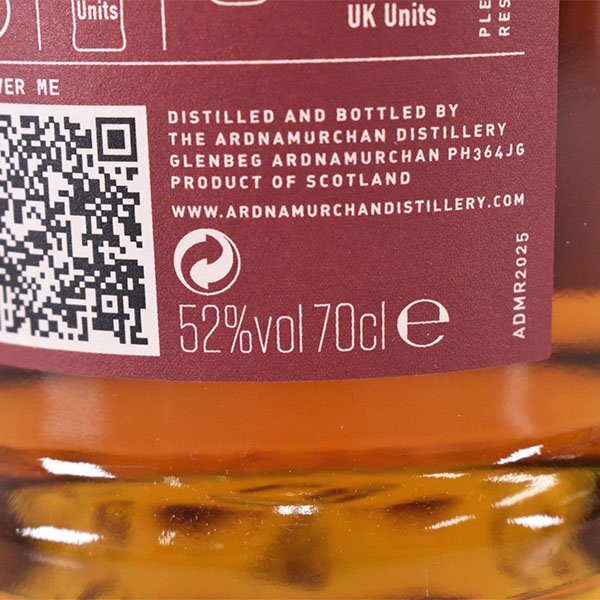 Units
UK Units
ME
DISTILLED AND BOTTLED BY
THE ARDNAMURCHAN DISTILLERY
GLENBEG ARDNAMURCHAN PH364JG
PRODUCT OF SCOTLAND
WWW.ARDNAMURCHANDISTILLERY.COM
52%vol 70cl e
ADMR2025